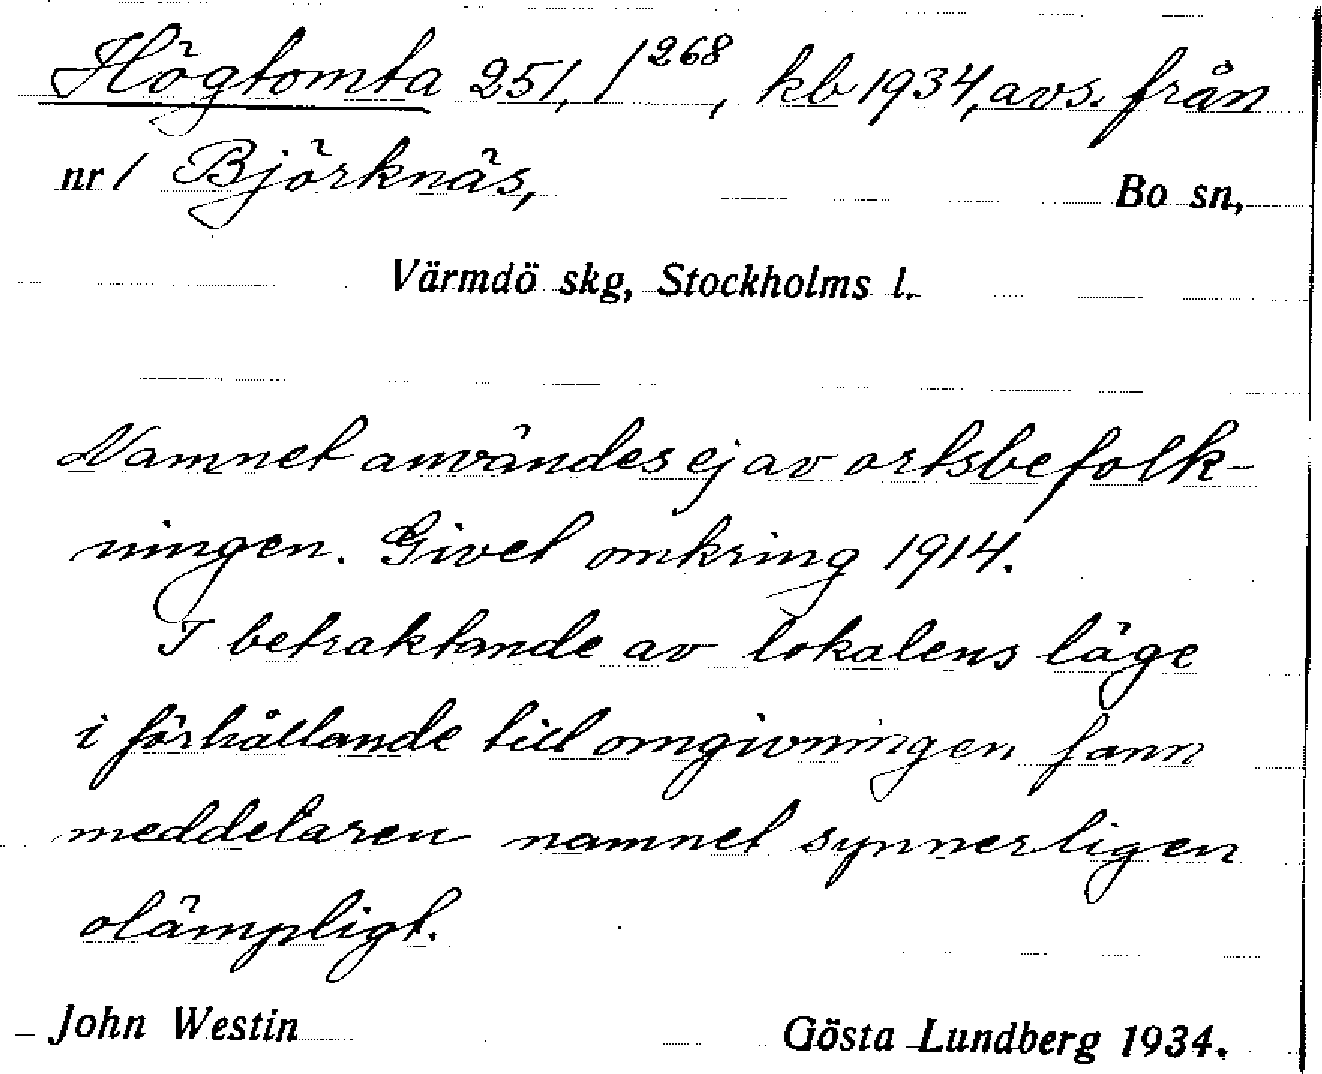 Högtomta 251, 1²⁶⁸, kb 1934, avs. från
nr 1 Björknäs, Bo sn,
Värmdö skg, Stockholms l.
Namnet användes ej av ortsbefolk-
ningen. Givet omkring 1914.
I betraktande av lokalens läge
i förhållande till omgivningen fann
meddelaren namnet synnerligen
olämpligt.
John Westin Gösta Lundberg 1934.